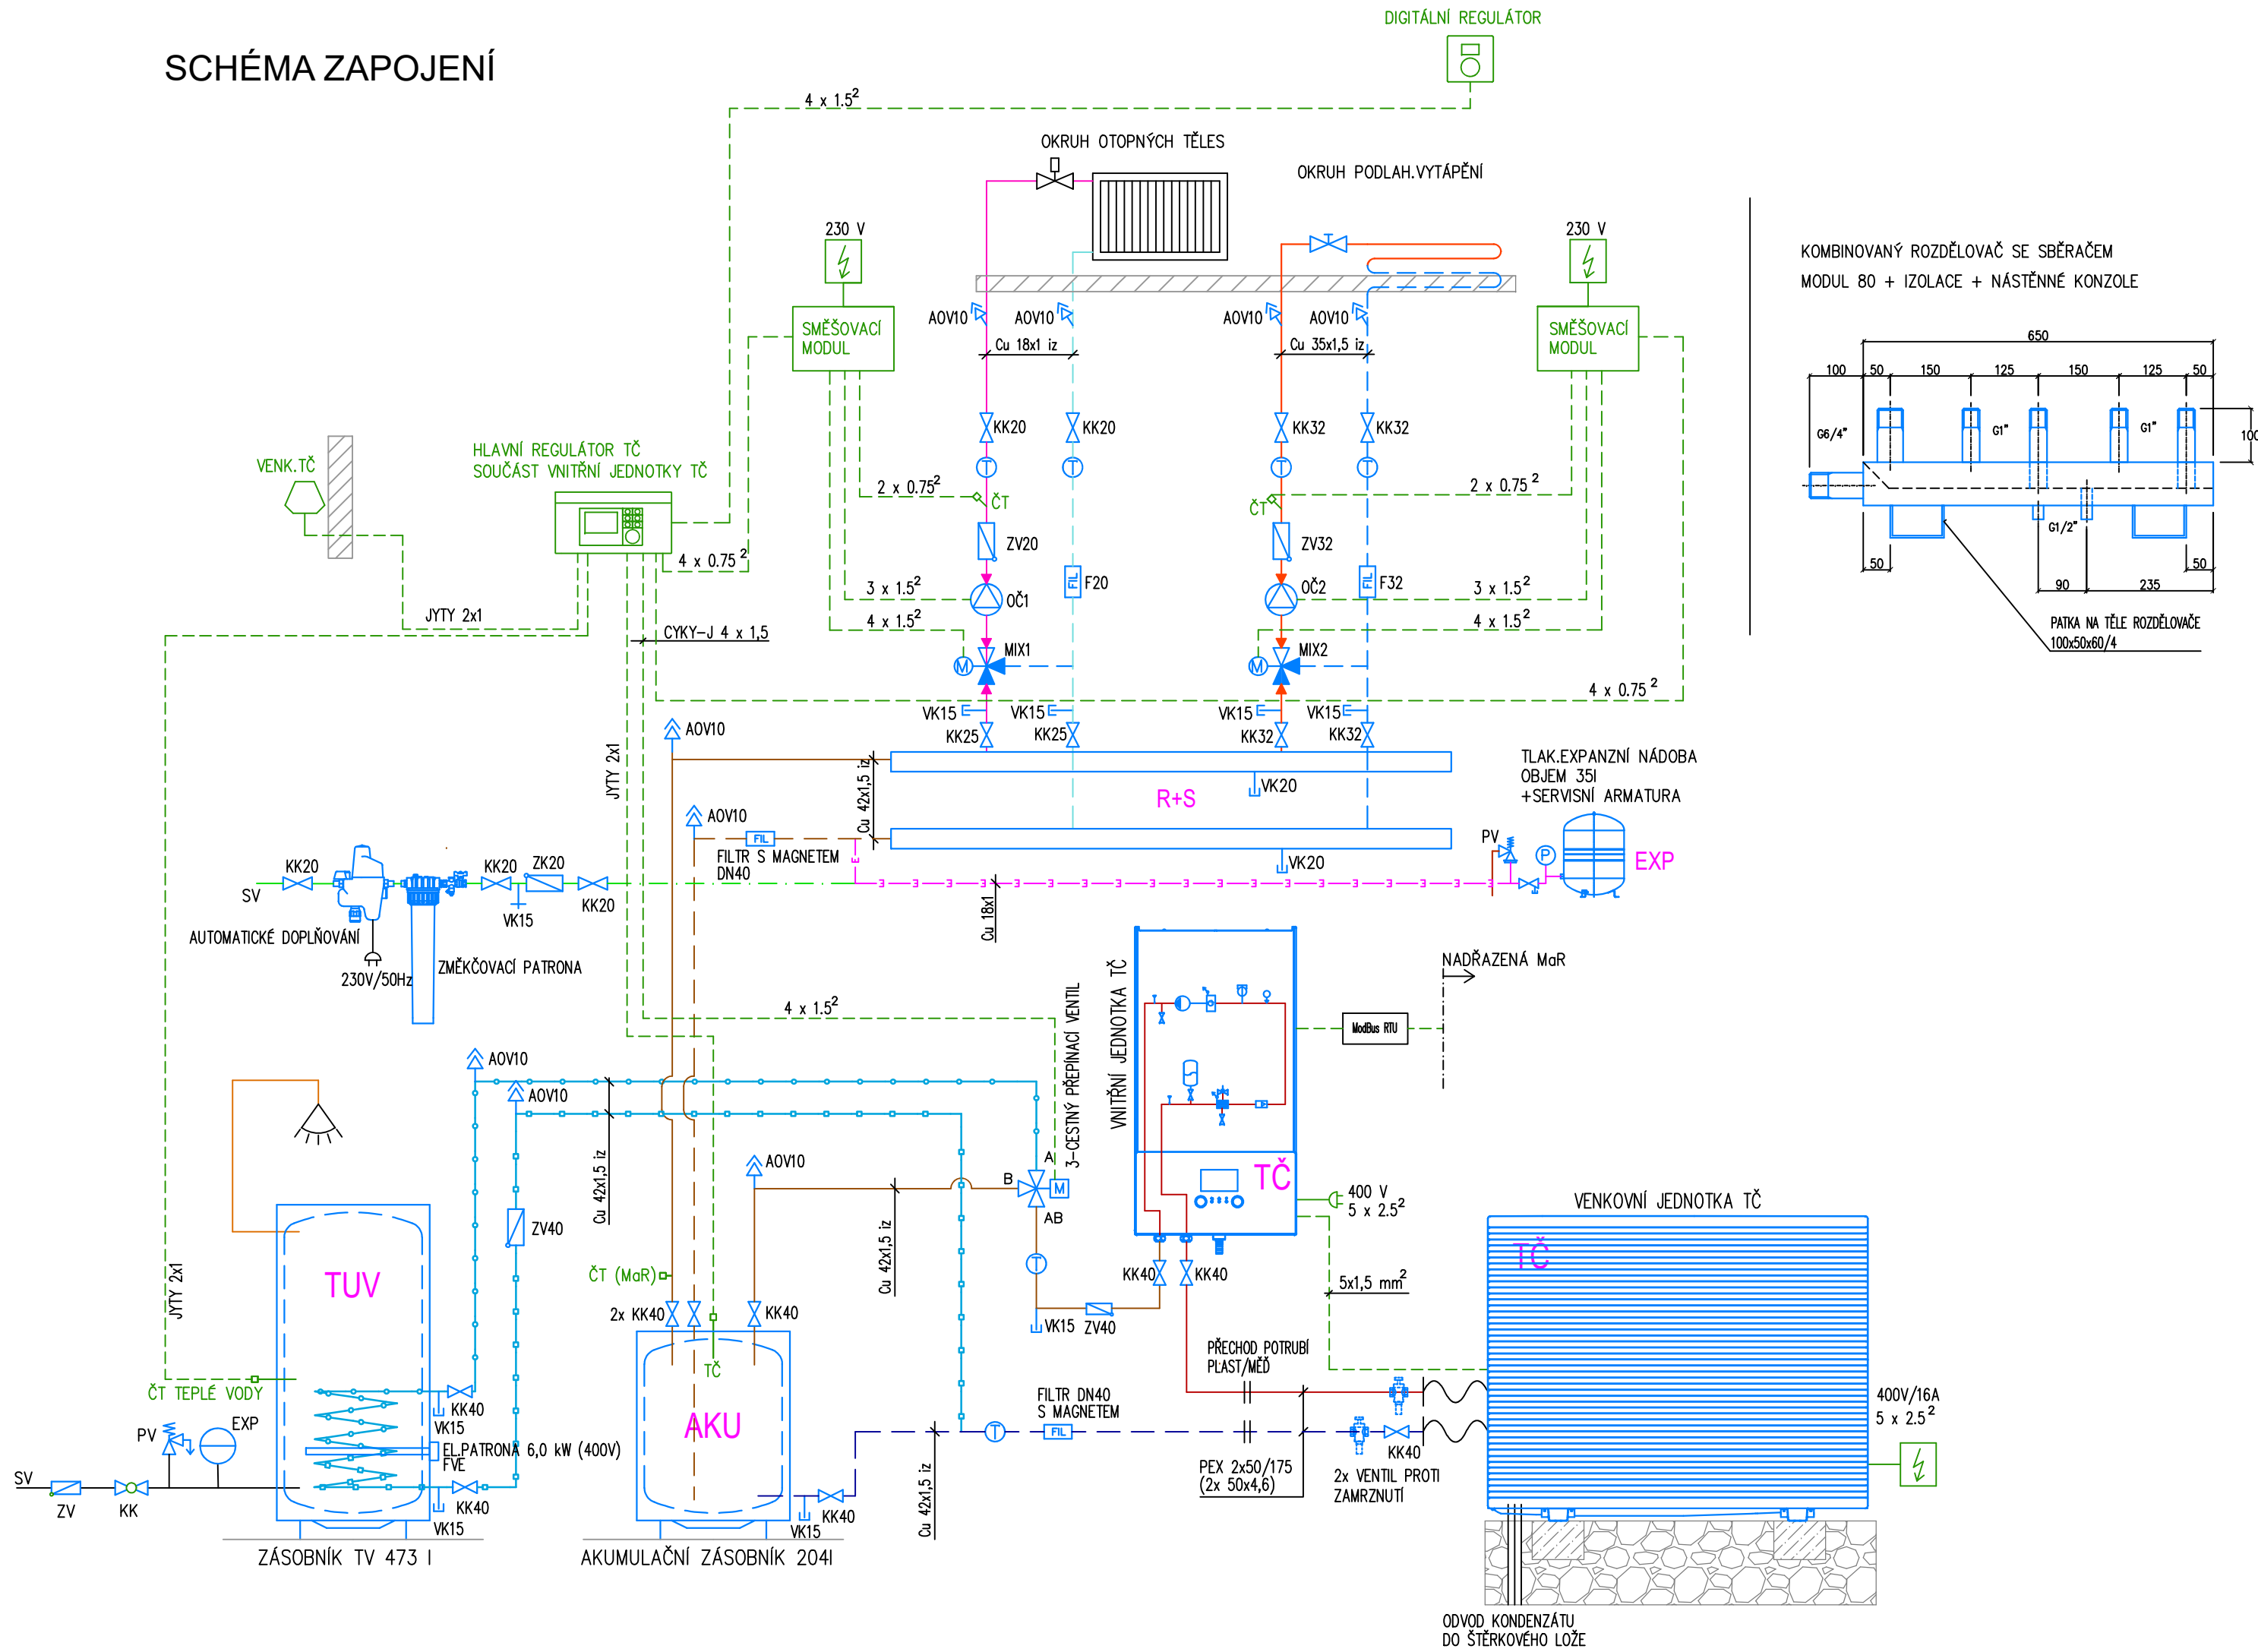 SCHÉMA ZAPOJENÍ
DIGITÁLNÍ REGULÁTOR
4 x 1.5²
OKRUH OTOPNÝCH TĚLES
OKRUH PODLAH.VYTÁPĚNÍ
230 V
230 V
SMĚŠOVACÍ
MODUL
SMĚŠOVACÍ
MODUL
AOV10
AOV10
AOV10
AOV10
Cu 18x1 iz
Cu 35x1,5 iz
KK20
KK20
KK32
KK32
T
T
T
T
VENK.TČ
HLAVNÍ REGULÁTOR TČ
SOUČÁST VNITŘNÍ JEDNOTKY TČ
2 x 0.75²
ČT
ČT
2 x 0.75²
ZV20
ZV32
4 x 0.75²
FIL
F20
FIL
F32
3 x 1.5²
OČ1
OČ2
3 x 1.5²
JYTY 2x1
4 x 1.5²
4 x 1.5²
CYKY-J 4 x 1,5
MIX1
MIX2
M
M
4 x 0.75²
VK15
VK15
VK15
VK15
KK25
KK25
KK32
KK32
KOMBINOVANÝ ROZDĚLOVAČ SE SBĚRAČEM
MODUL 80 + IZOLACE + NÁSTĚNNÉ KONZOLE
650
100
50
150
125
150
125
50
G6/4"
G1"
G1"
100
G1/2"
50
50
90
235
PATKA NA TĚLE ROZDĚLOVAČE
100x50x60/4
AOV10
JYTY 2x1
Cu 42x1,5 iz
VK20
R+S
AOV10
FIL
FILTR S MAGNETEM
DN40
VK20
TLAK.EXPANZNÍ NÁDOBA
OBJEM 35l
+SERVISNÍ ARMATURA
PV
P
EXP
Cu 18x1
KK20
KK20
ZK20
SV
VK15
KK20
AUTOMATICKÉ DOPLŇOVÁNÍ
230V/50Hz
ZMĚKČOVACÍ PATRONA
4 x 1.5²
3-CESTNÝ PŘEPÍNACÍ VENTIL
VNITŘNÍ JEDNOTKA TČ
NADŘAZENÁ MaR
ModBus RTU
AOV10
AOV10
AOV10
Cu 42x1,5 iz
Cu 42x1,5 iz
A
B
M
AB
T
TČ
400 V
5 x 2.5²
VENKOVNÍ JEDNOTKA TČ
TČ
ZV40
JYTY 2x1
TUV
ČT (MaR)
2x KK40
KK40
KK40
KK40
VK15
ZV40
5x1,5 mm²
PŘECHOD POTRUBÍ
PLAST/MĚĎ
TČ
ČT TEPLÉ VODY
KK40
VK15
AKU
FILTR DN40
S MAGNETEM
T
FIL
Cu 42x1,5 iz
400V/16A
5 x 2.5²
PV
EXP
EL.PATRONA 6,0 kW (400V)
FVE
KK40
PEX 2x50/175
(2x 50x4,6)
2x VENTIL PROTI
ZAMRZNUTÍ
SV
ZV
KK
KK40
VK15
KK40
VK15
ZÁSOBNÍK TV 473 l
AKUMULAČNÍ ZÁSOBNÍK 204l
ODVOD KONDENZÁTU
DO ŠTĚRKOVÉHO LOŽE